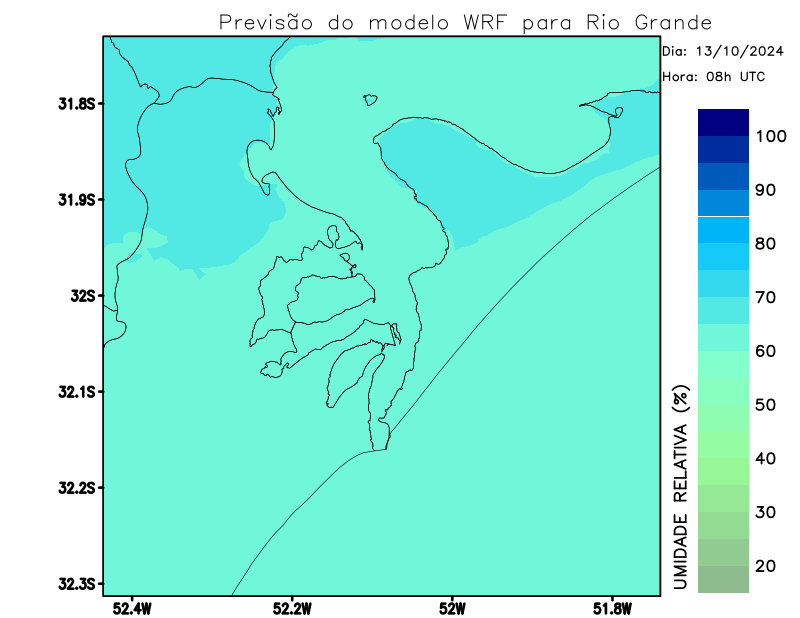 Previsão do modelo WRF para Rio Grande
Dia: 13/10/2024
Hora: 08h UTC
31.8S
31.9S
32S
32.1S
32.2S
32.3S
52.4W
52.2W
52W
51.8W
100
90
80
70
60
50
40
30
20
UMIDADE RELATIVA (%)